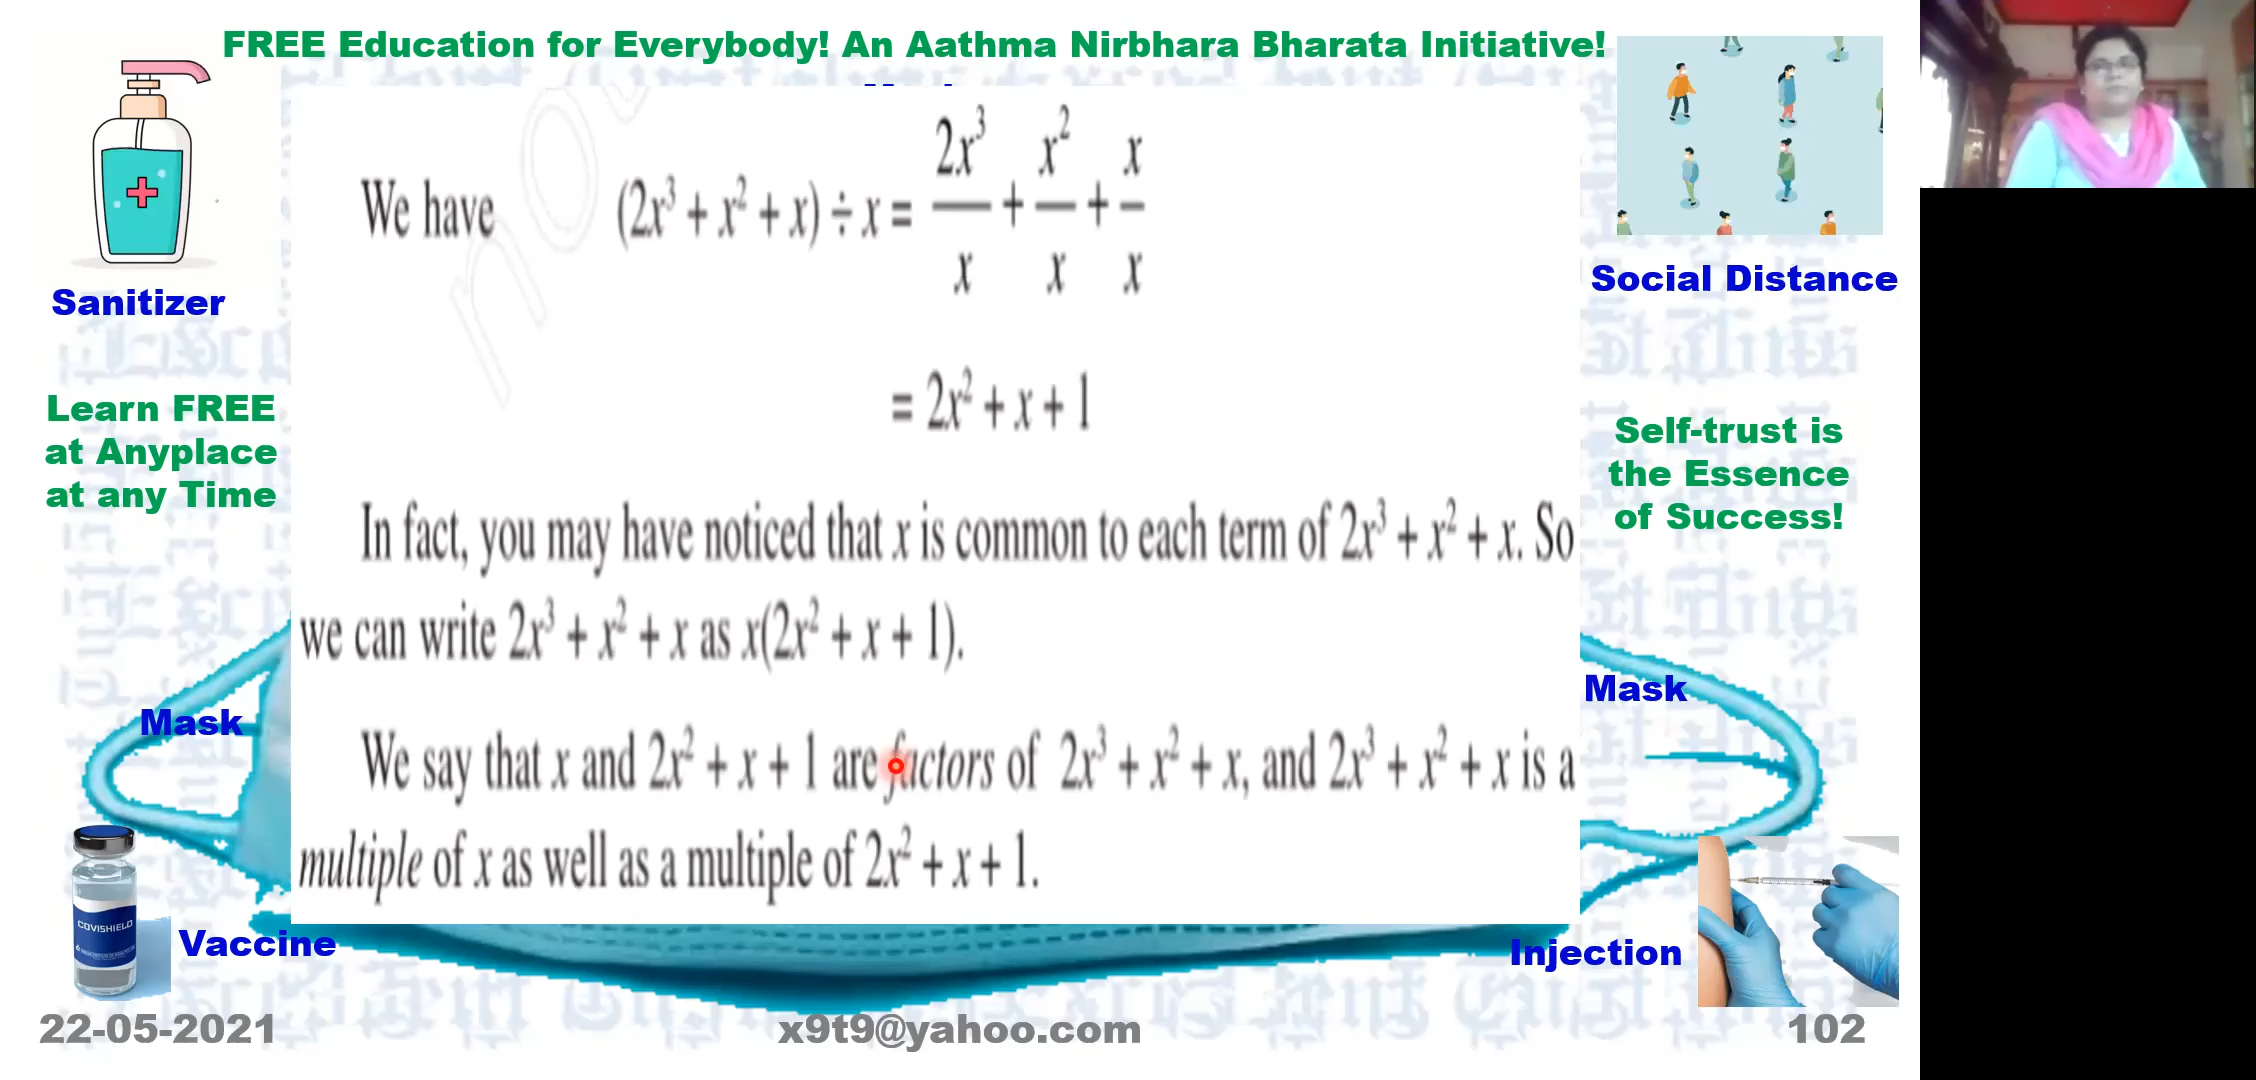 FREE Education for Everybody! An Aathma Nirbhara Bharata Initiative!
We have (2x³ + x² + x) ÷ x = 2x³/x + x²/x + x/x
= 2x² + x + 1
In fact, you may have noticed that x is common to each term of 2x³ + x² + x. So
we can write 2x³ + x² + x as x(2x² + x + 1).
We say that x and 2x² + x + 1 are factors of 2x³ + x² + x, and 2x³ + x² + x is a
multiple of x as well as a multiple of 2x² + x + 1.
Sanitizer
Learn FREE
at Anyplace
at any Time
Mask
COVISHIELD
Vaccine
Social Distance
Self-trust is
the Essence
of Success!
Mask
Injection
22-05-2021
x9t9@yahoo.com
102